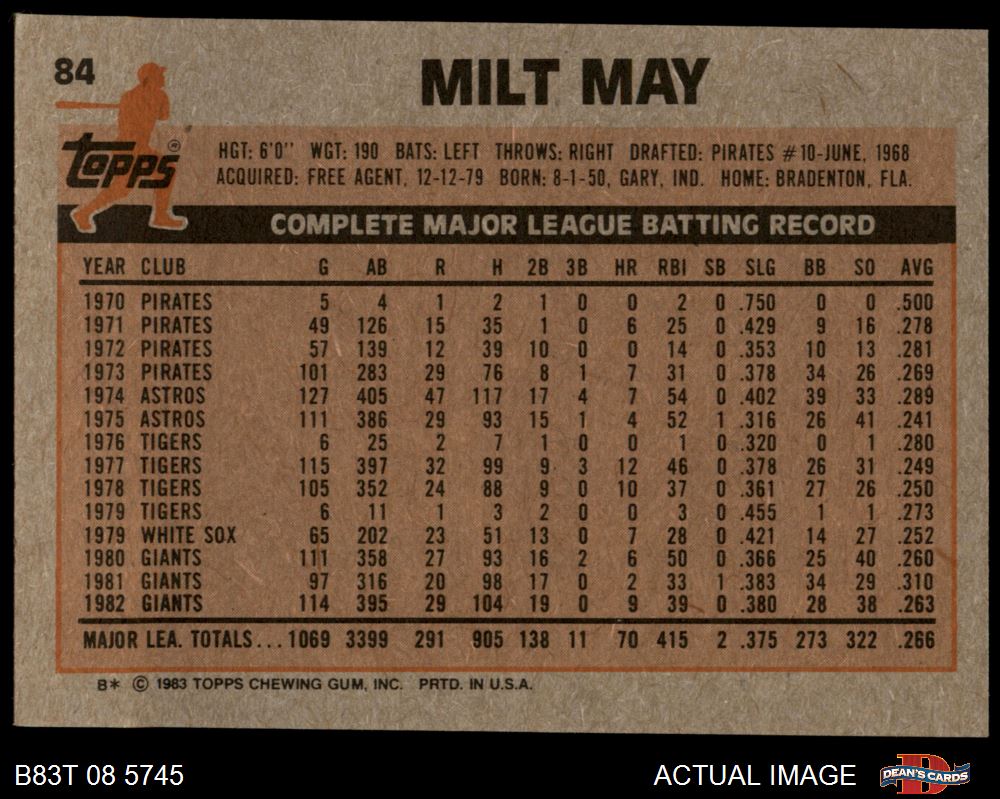 84
MILT MAY
topps®
HGT: 6'0" WGT: 190 BATS: LEFT THROWS: RIGHT DRAFTED: PIRATES #10-JUNE, 1968
ACQUIRED: FREE AGENT, 12-12-79 BORN: 8-1-50, GARY, IND. HOME: BRADENTON, FLA.
COMPLETE MAJOR LEAGUE BATTING RECORD
YEAR CLUB G AB R H 2B 3B HR RBI SB SLG BB SO AVG
1970 PIRATES 5 4 1 2 1 0 0 2 0 .750 0 0 .500
1971 PIRATES 49 126 15 35 1 0 6 25 0 .429 9 16 .278
1972 PIRATES 57 139 12 39 10 0 0 14 0 .353 10 13 .281
1973 PIRATES 101 283 29 76 8 1 7 31 0 .378 34 26 .269
1974 ASTROS 127 405 47 117 17 4 7 54 0 .402 39 33 .289
1975 ASTROS 111 386 29 93 15 1 4 52 1 .316 26 41 .241
1976 TIGERS 6 25 2 7 1 0 0 1 0 .320 0 1 .280
1977 TIGERS 115 397 32 99 9 3 12 46 0 .378 26 31 .249
1978 TIGERS 105 352 24 88 9 0 10 37 0 .361 27 26 .250
1979 TIGERS 6 11 1 3 2 0 0 3 0 .455 1 1 .273
1979 WHITE SOX 65 202 23 51 13 0 7 28 0 .421 14 27 .252
1980 GIANTS 111 358 27 93 16 2 6 50 0 .366 25 40 .260
1981 GIANTS 97 316 20 98 17 0 2 33 1 .383 34 29 .310
1982 GIANTS 114 395 29 104 19 0 9 39 0 .380 28 38 .263
MAJOR LEA. TOTALS... 1069 3399 291 905 138 11 70 415 2 .375 273 322 .266
B* © 1983 TOPPS CHEWING GUM, INC. PRTD. IN U.S.A.
B83T 08 5745
ACTUAL IMAGE
D
DEAN'S CARDS